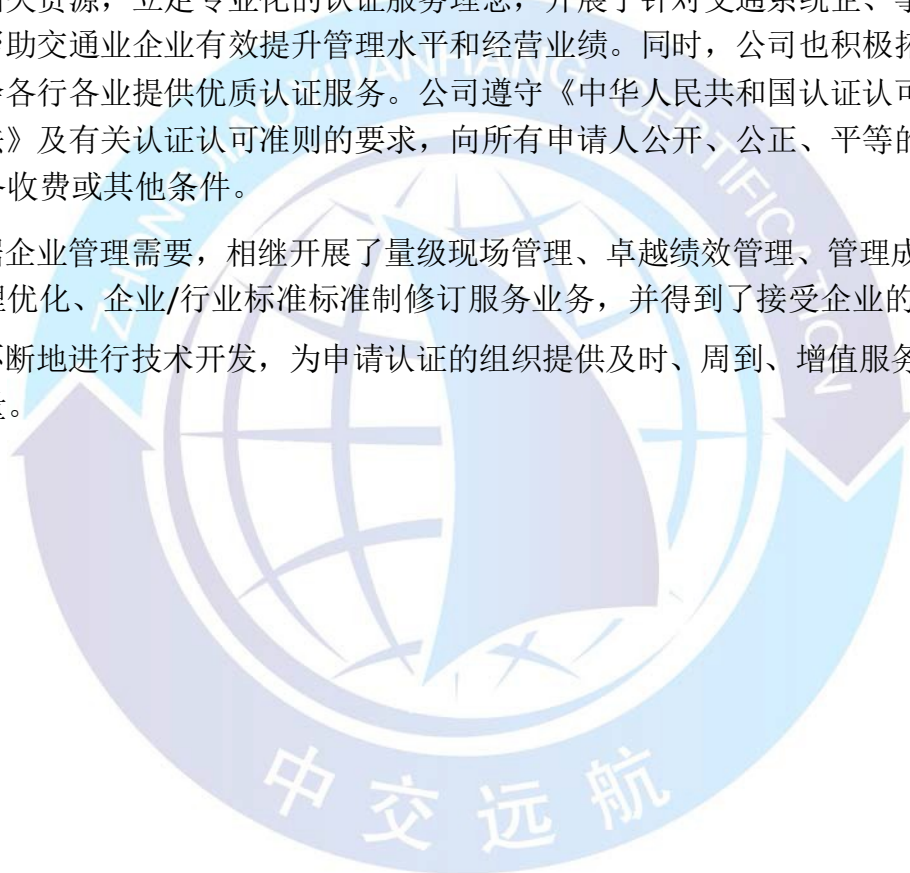 相关资源，立足专业化的认证服务理念，开展了针对交通系统企、事
帮助交通业企业有效提升管理水平和经营业绩。同时，公司也积极拓
各行各业提供优质认证服务。公司遵守《中华人民共和国认证认可
法》及有关认证认可准则的要求，向所有申请人公开、公正、平等的
收费或其他条件。
企业管理需要，相继开展了量级现场管理、卓越绩效管理、管理成
理优化、企业/行业标准标准制修订服务业务，并得到了接受企业的
不断地进行技术开发，为申请认证的组织提供及时、周到、增值服务
ZHONGJIAOYUANHANG CERTIFICATION
中交远航